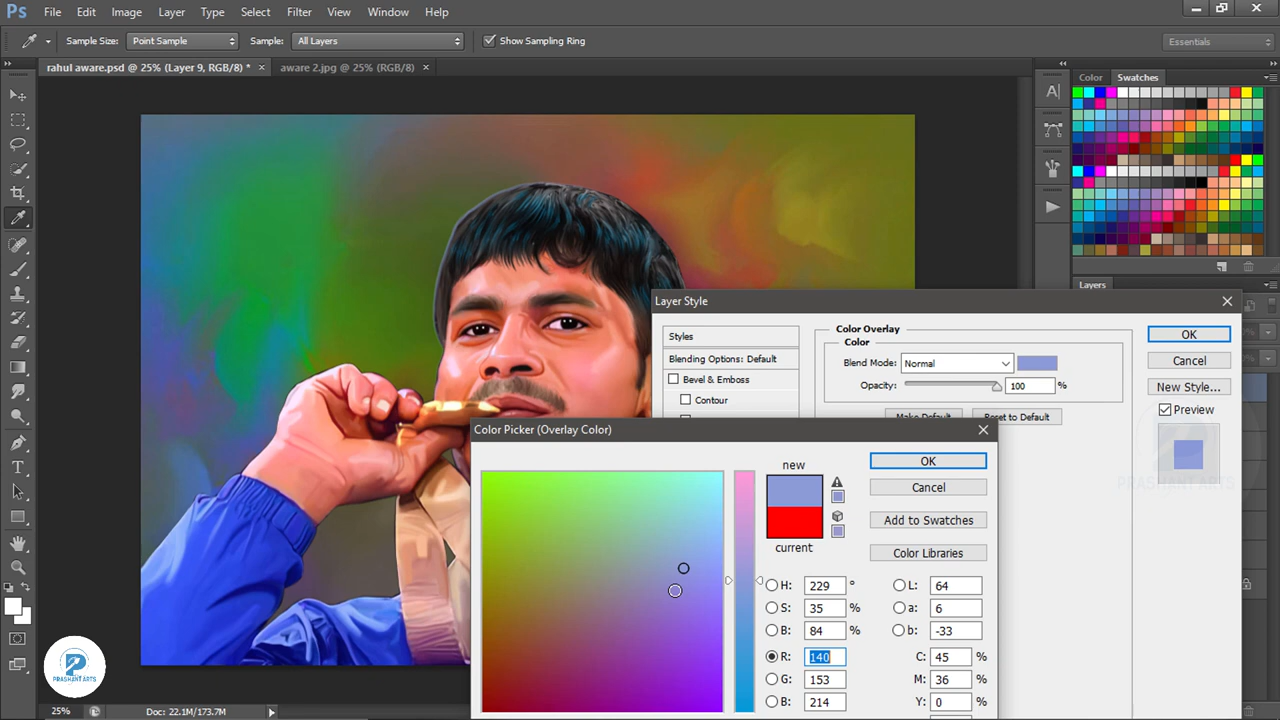 Ps File Edit Image Layer Type Select Filter View Window Help
Sample Size: Point Sample Sample: All Layers Show Sampling Ring Essentials
rahul aware.psd @ 25% (Layer 9, RGB/8) * × aware 2.jpg @ 25% (RGB/8) ×
Color Swatches
Layers
Layer Style
Styles
Blending Options: Default
Bevel & Emboss
Contour
Color Overlay
Color
Blend Mode: Normal
Opacity: 100 %
Make Default Reset to Default
OK
Cancel
New Style...
Preview
PRASHANT ARTS
Color Picker (Overlay Color)
new
current
OK
Cancel
Add to Swatches
Color Libraries
H: 229 ° L: 64
S: 35 % a: 6
B: 84 % b: -33
R: 140 C: 45 %
G: 153 M: 36 %
B: 214 Y: 0 %
PRASHANT ARTS
25% Doc: 22.1M/173.7M